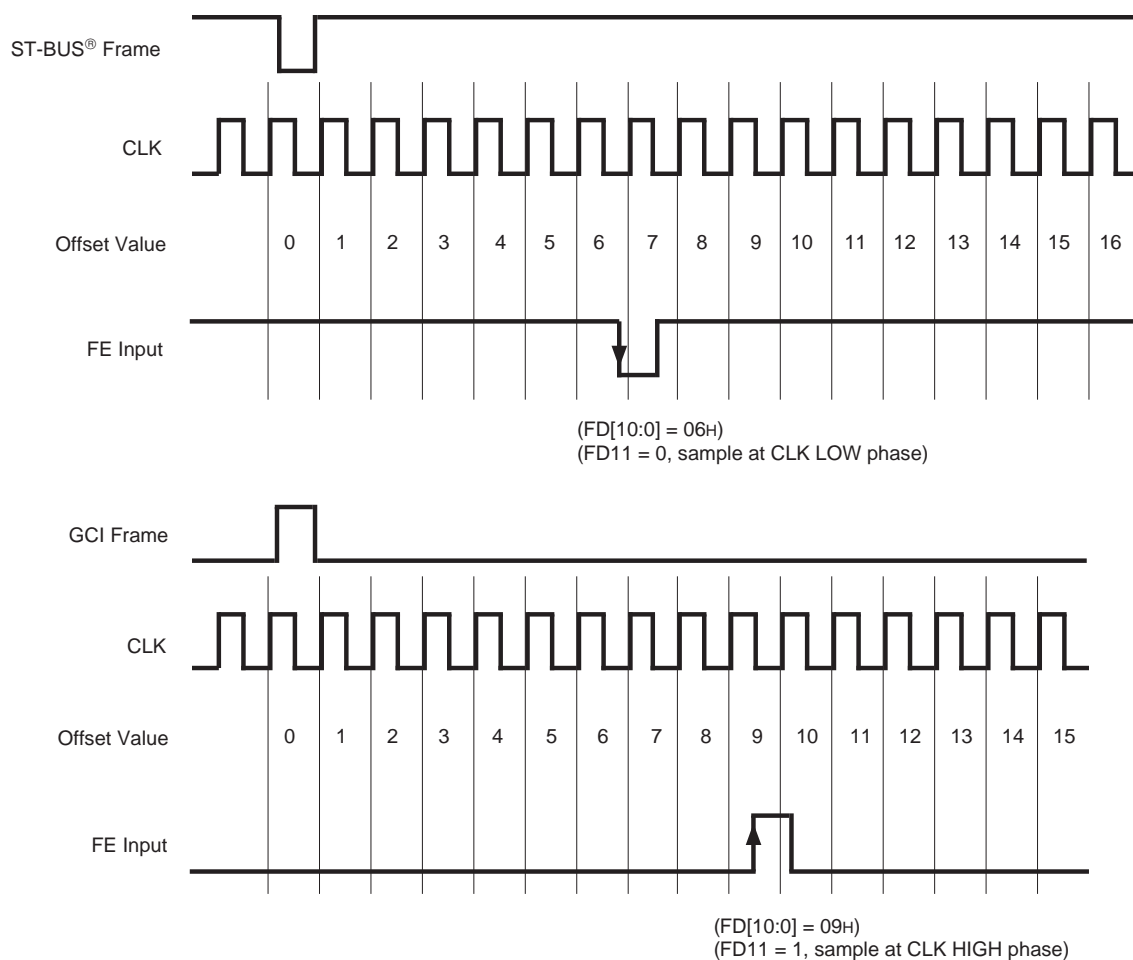 ST-BUS® Frame
CLK
Offset Value 0 1 2 3 4 5 6 7 8 9 10 11 12 13 14 15 16
FE Input
(FD[10:0] = 06H)
(FD11 = 0, sample at CLK LOW phase)
GCI Frame
CLK
Offset Value 0 1 2 3 4 5 6 7 8 9 10 11 12 13 14 15
FE Input
(FD[10:0] = 09H)
(FD11 = 1, sample at CLK HIGH phase)